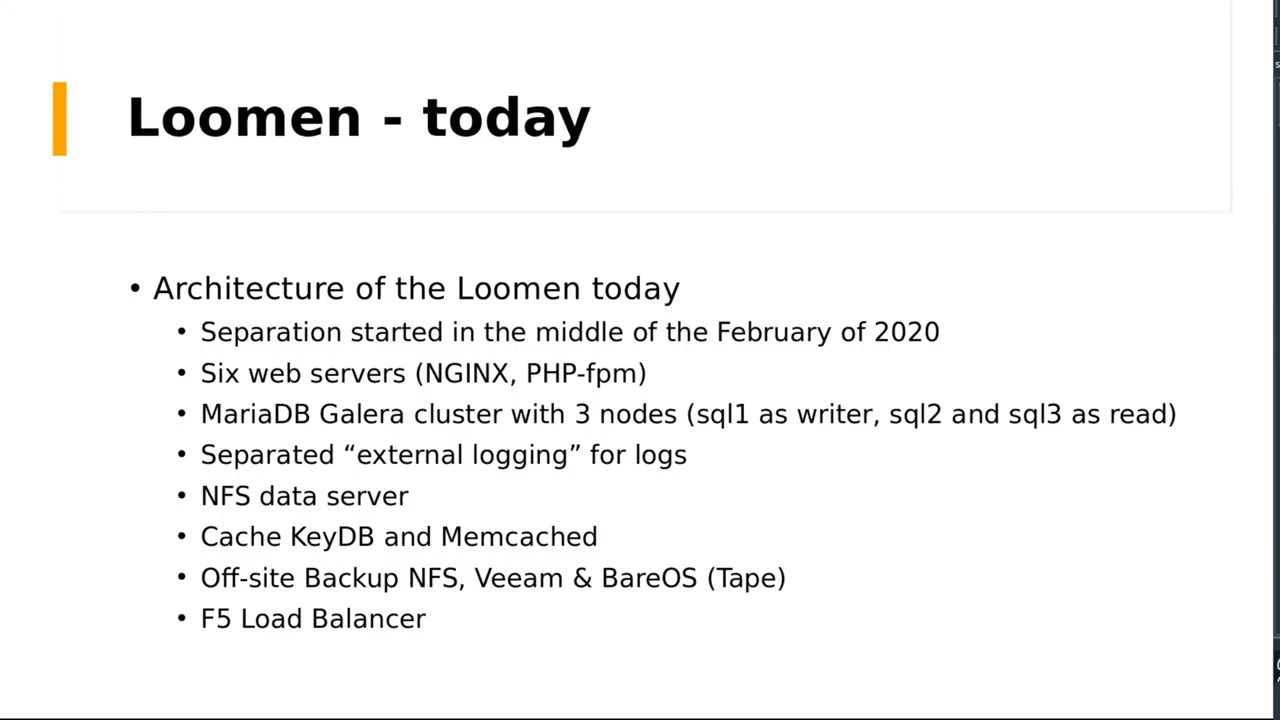 Loomen - today
• Architecture of the Loomen today
• Separation started in the middle of the February of 2020
• Six web servers (NGINX, PHP-fpm)
• MariaDB Galera cluster with 3 nodes (sql1 as writer, sql2 and sql3 as read)
• Separated “external logging” for logs
• NFS data server
• Cache KeyDB and Memcached
• Off-site Backup NFS, Veeam & BareOS (Tape)
• F5 Load Balancer